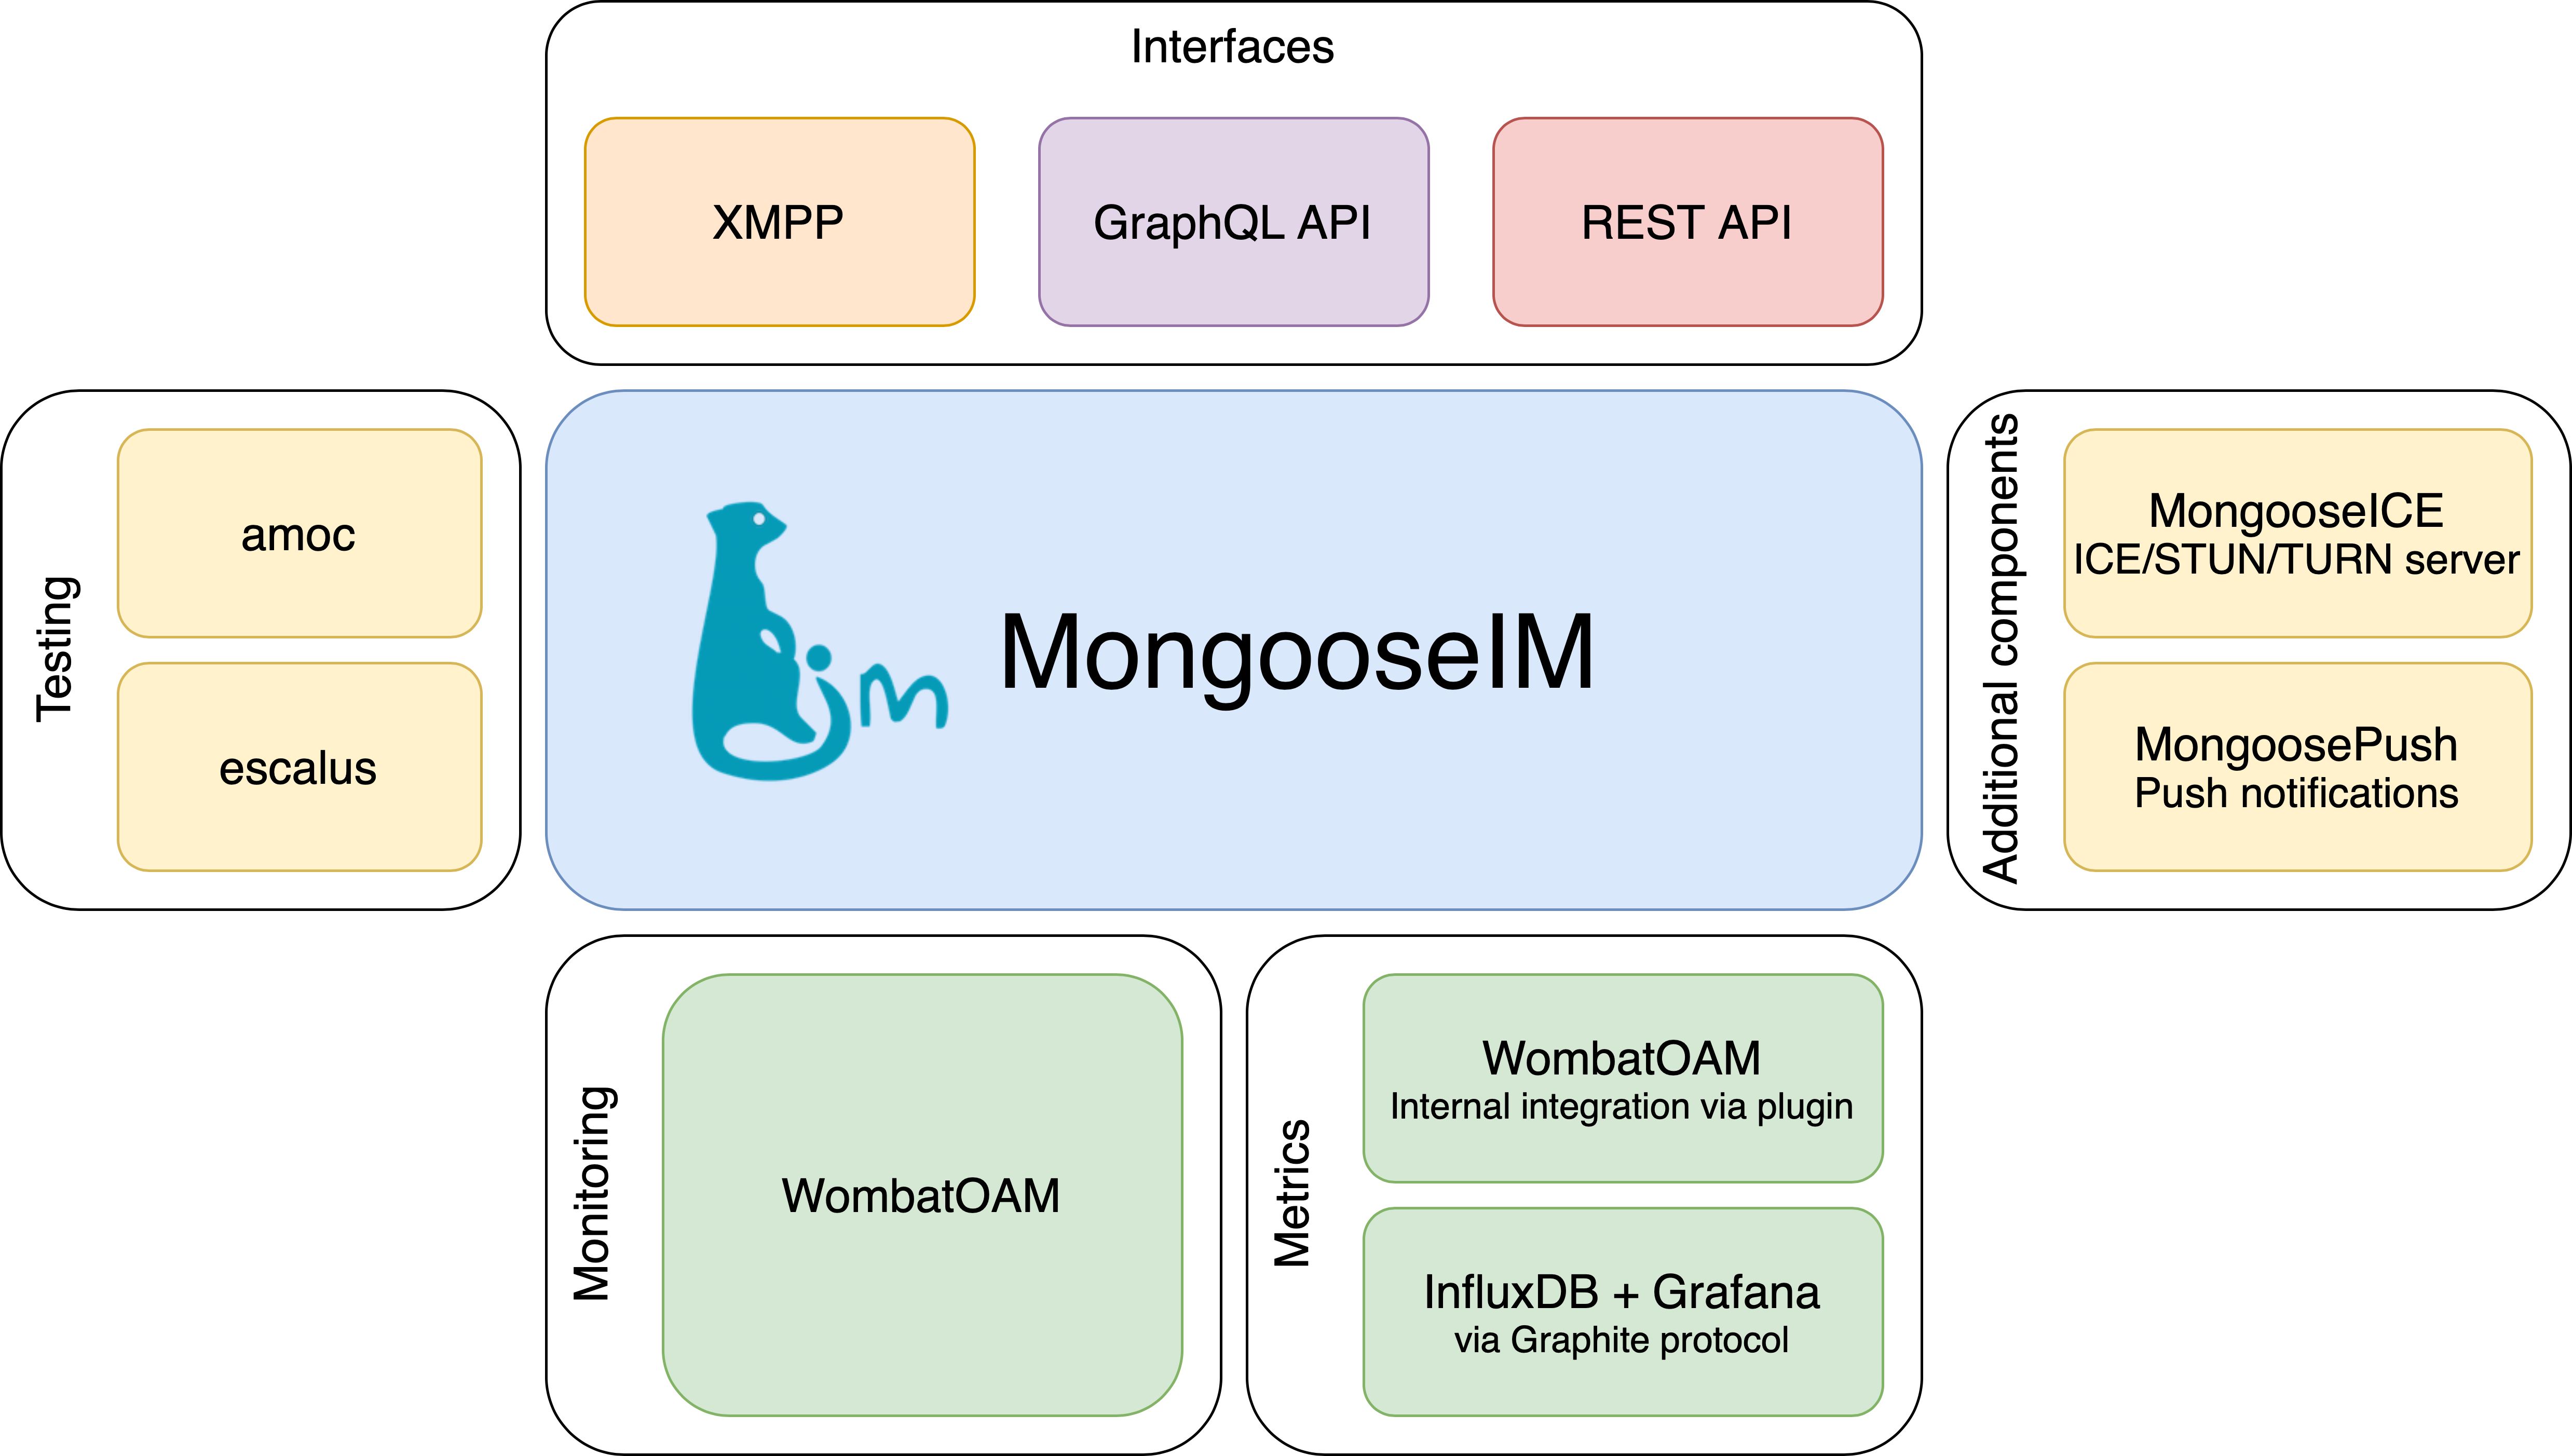 Interfaces
XMPP
GraphQL API
REST API
Testing
amoc
escalus
im
MongooseIM
Additional components
MongooseICE
ICE/STUN/TURN server
MongoosePush
Push notifications
Monitoring
WombatOAM
Metrics
WombatOAM
Internal integration via plugin
InfluxDB + Grafana
via Graphite protocol